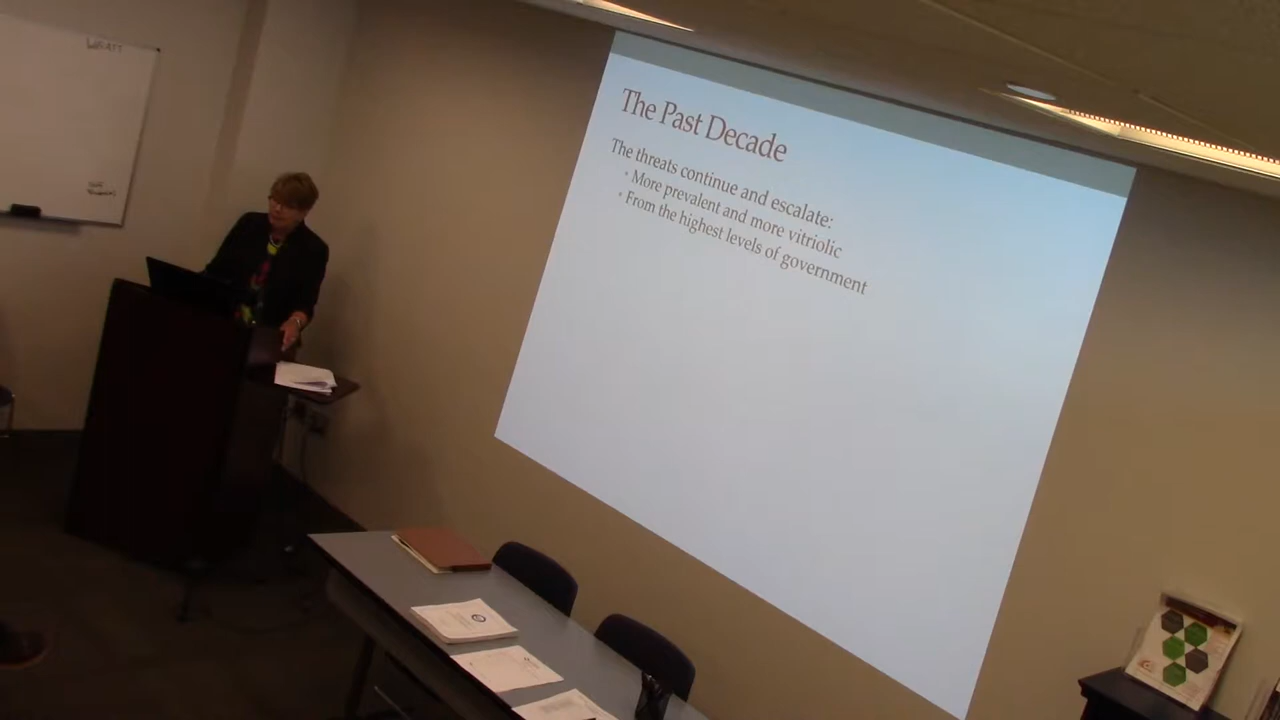 The Past Decade
The threats continue and escalate:
• More prevalent and more vitriolic
• From the highest levels of government